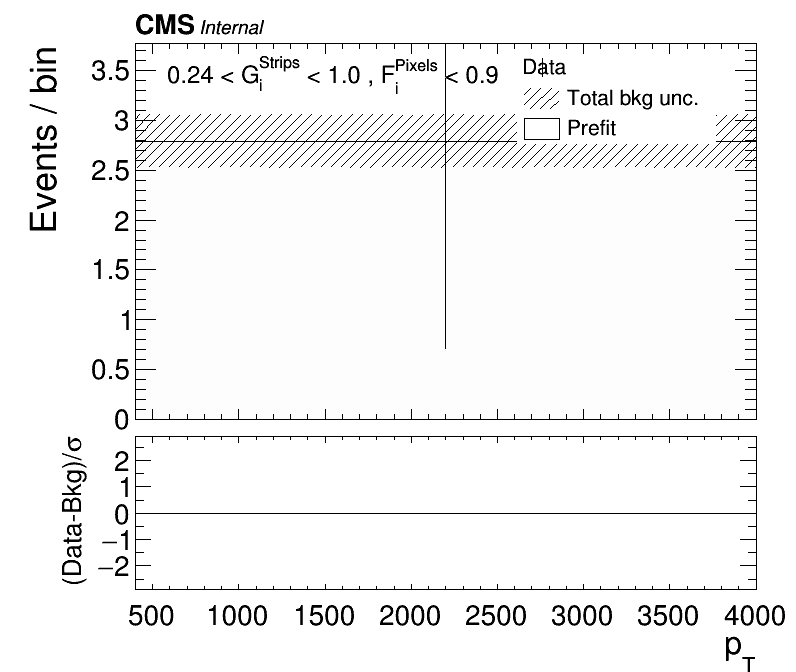 CMS Internal
Events / bin
0.24 < G_i^Strips < 1.0 , F_i^Pixels < 0.9
Data
Total bkg unc.
Prefit
3.5
3
2.5
2
1.5
1
0.5
0
(Data-Bkg)/σ
2
1
0
−1
−2
500 1000 1500 2000 2500 3000 3500 4000
p_T